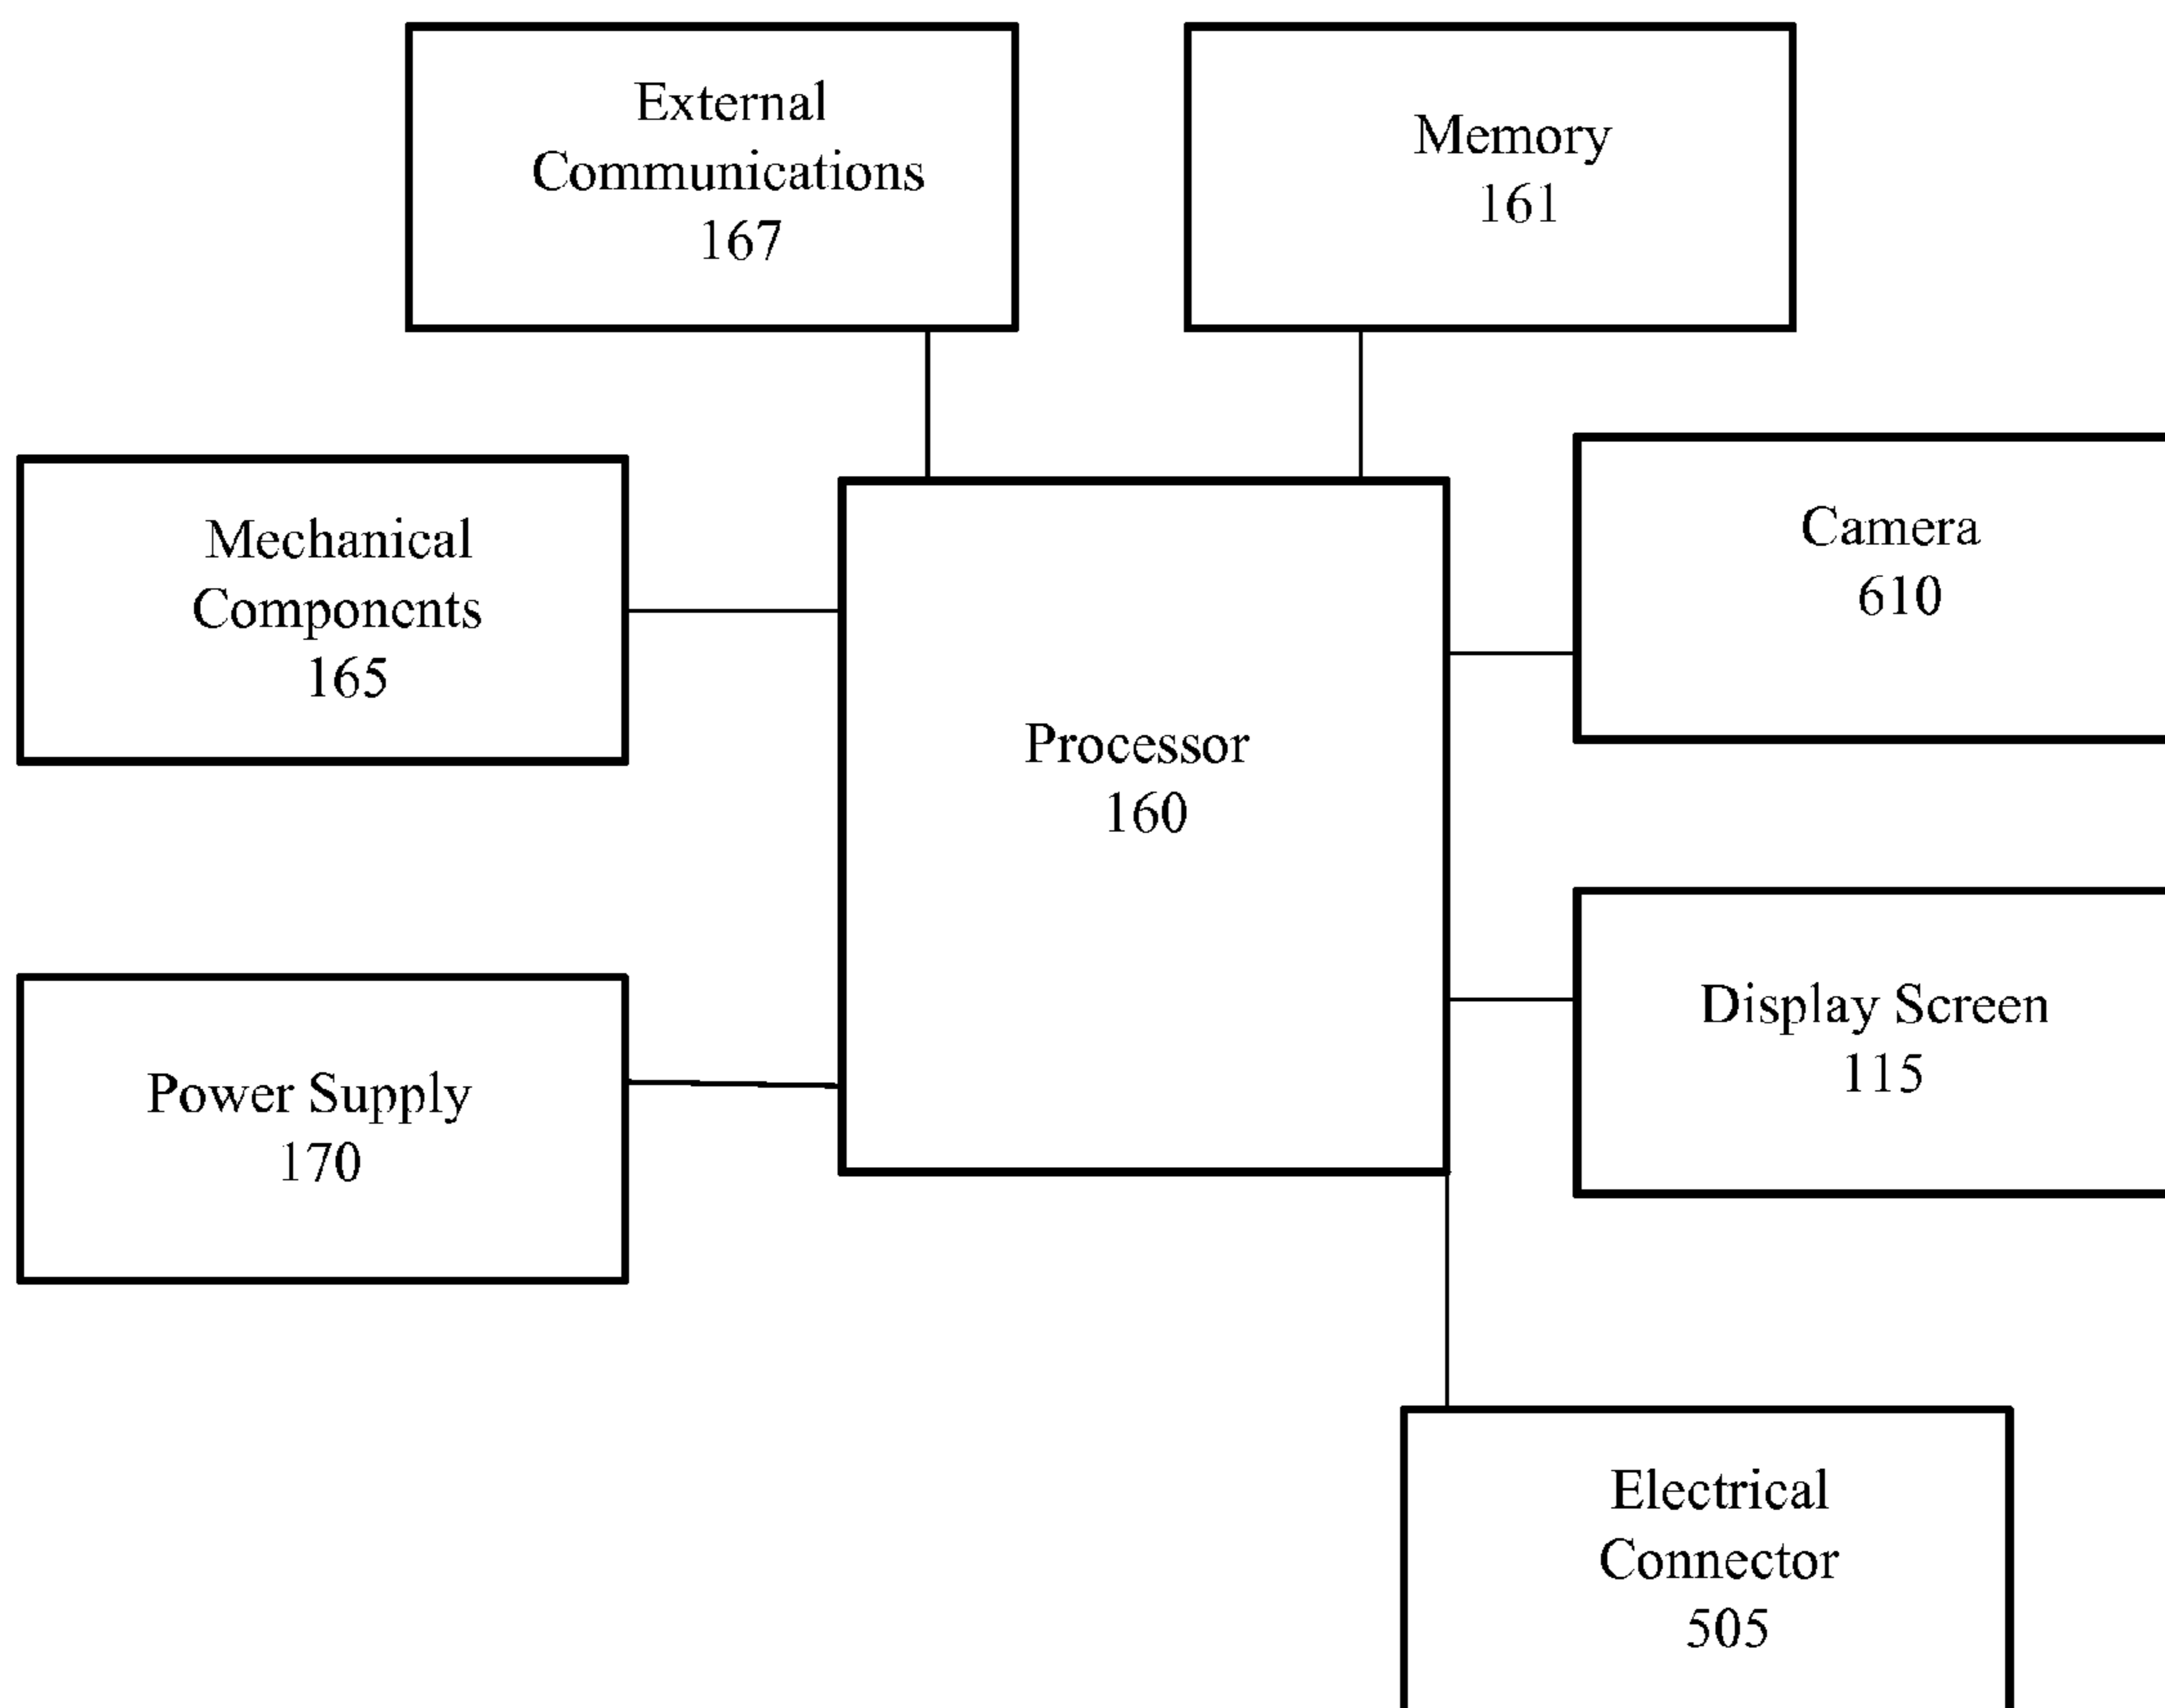 External
Communications
167
Memory
161
Mechanical
Components
165
Camera
610
Processor
160
Power Supply
170
Display Screen
115
Electrical
Connector
505